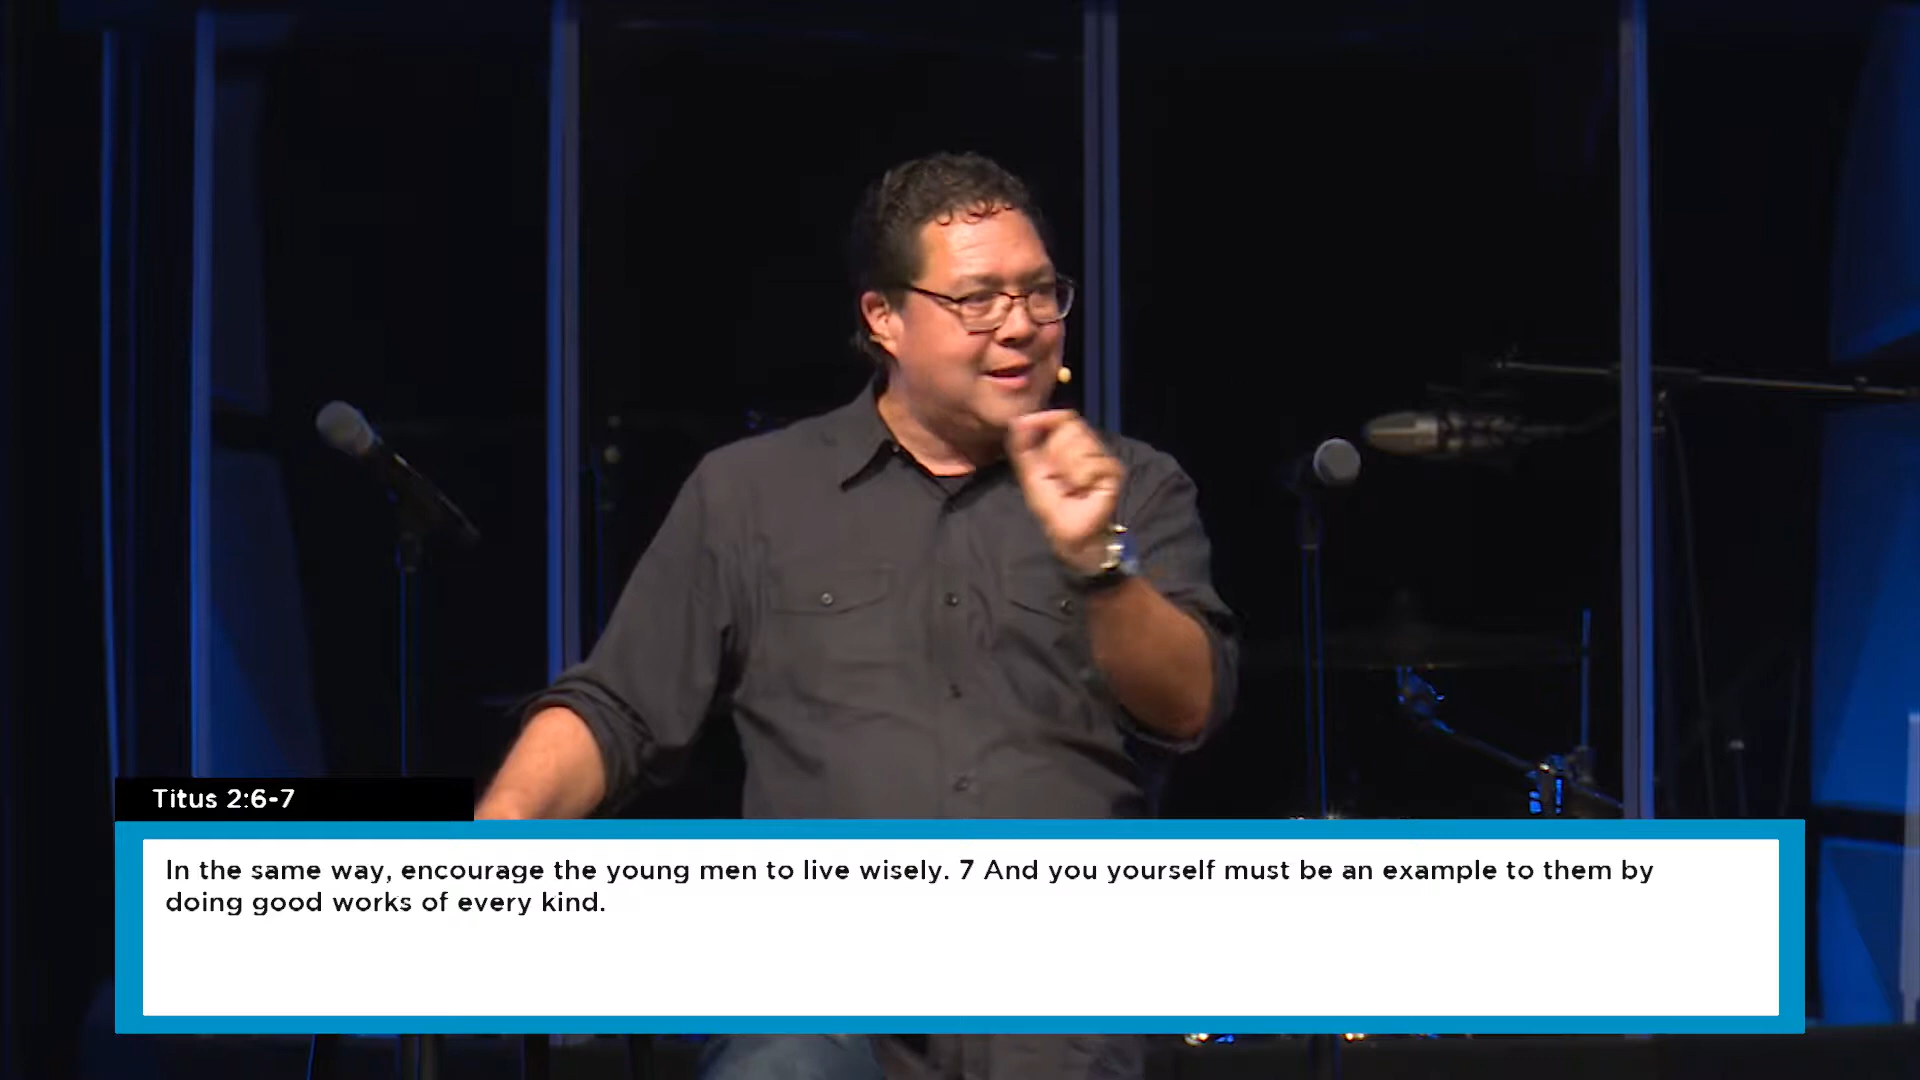 Titus 2:6-7
In the same way, encourage the young men to live wisely. 7 And you yourself must be an example to them by
doing good works of every kind.